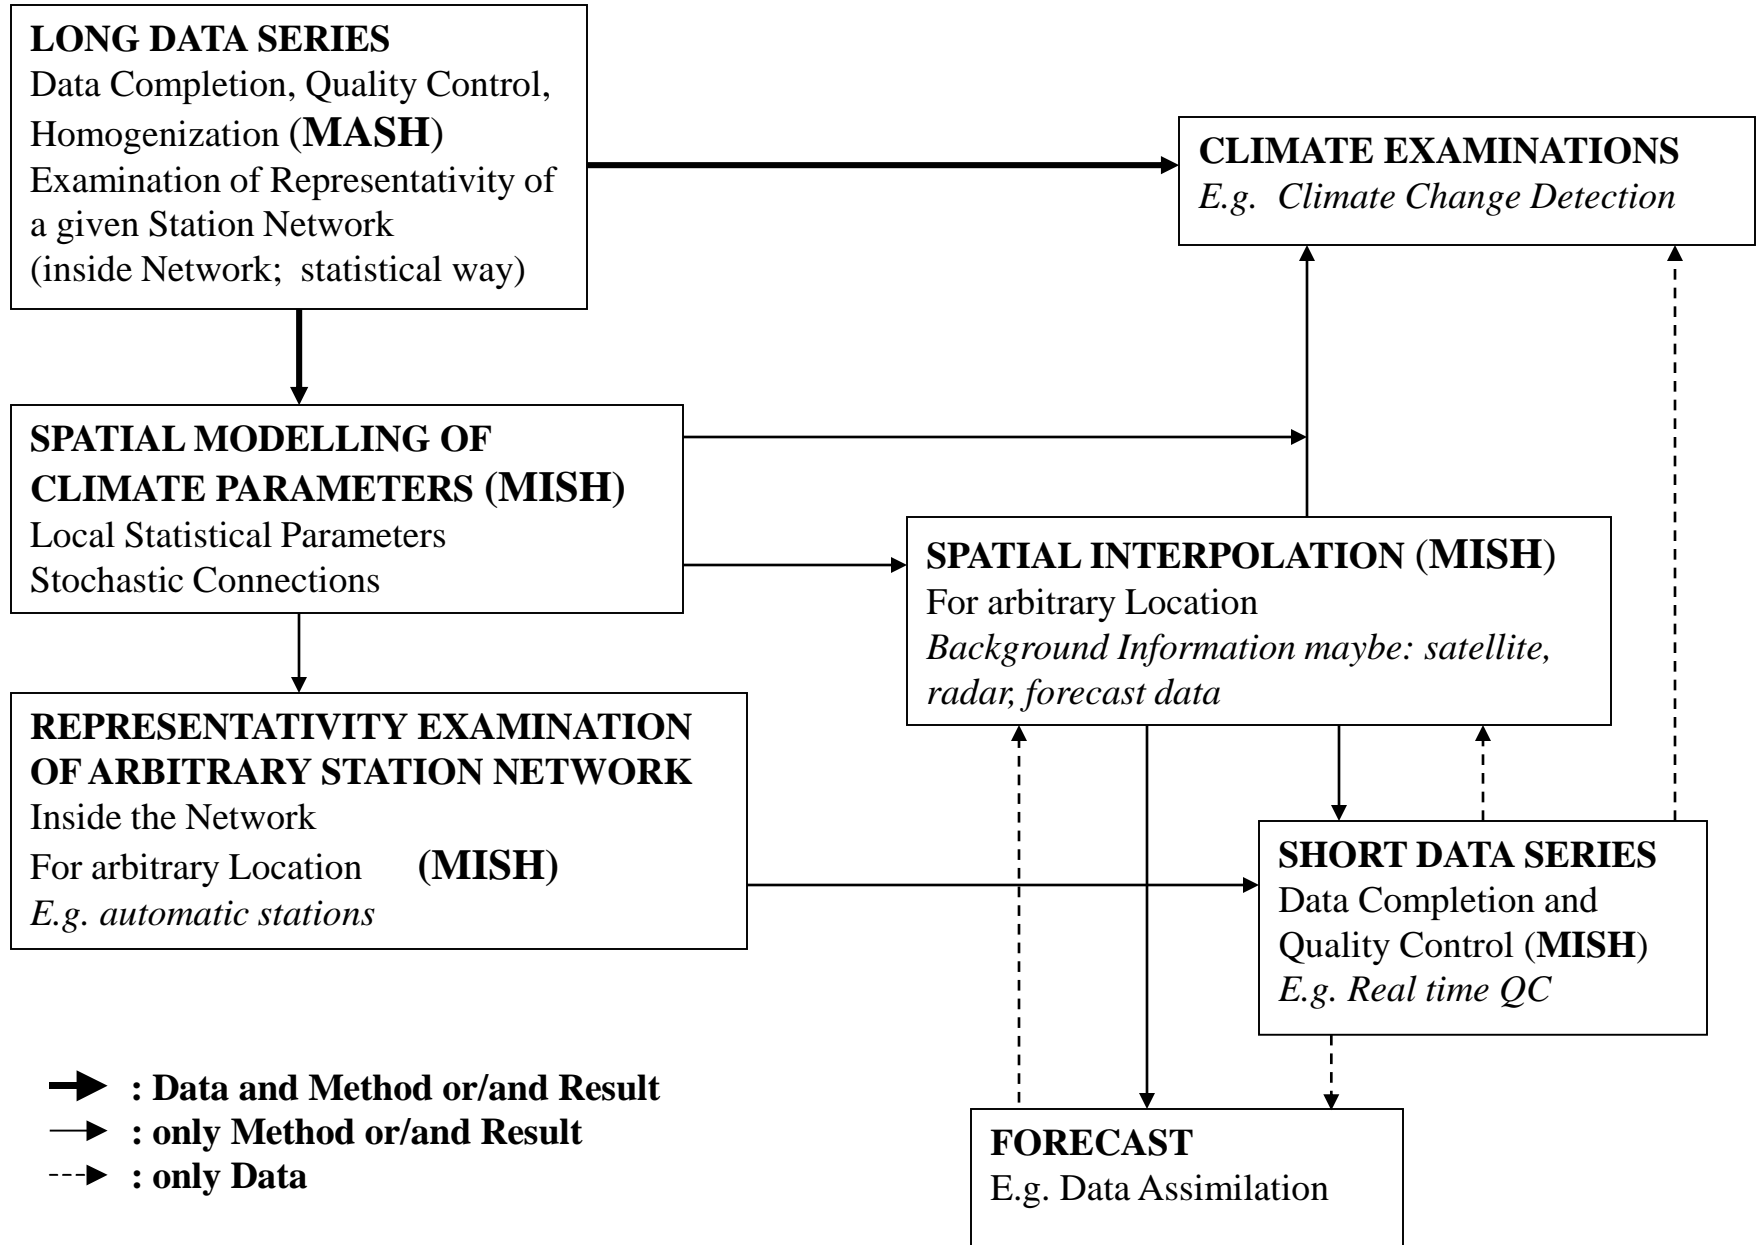 LONG DATA SERIES
Data Completion, Quality Control,
Homogenization (MASH)
Examination of Representativity of
a given Station Network
(inside Network; statistical way)
CLIMATE EXAMINATIONS
E.g. Climate Change Detection
SPATIAL MODELLING OF
CLIMATE PARAMETERS (MISH)
Local Statistical Parameters
Stochastic Connections
SPATIAL INTERPOLATION (MISH)
For arbitrary Location
Background Information maybe: satellite,
radar, forecast data
REPRESENTATIVITY EXAMINATION
OF ARBITRARY STATION NETWORK
Inside the Network
For arbitrary Location (MISH)
E.g. automatic stations
SHORT DATA SERIES
Data Completion and
Quality Control (MISH)
E.g. Real time QC
: Data and Method or/and Result
: only Method or/and Result
: only Data
FORECAST
E.g. Data Assimilation